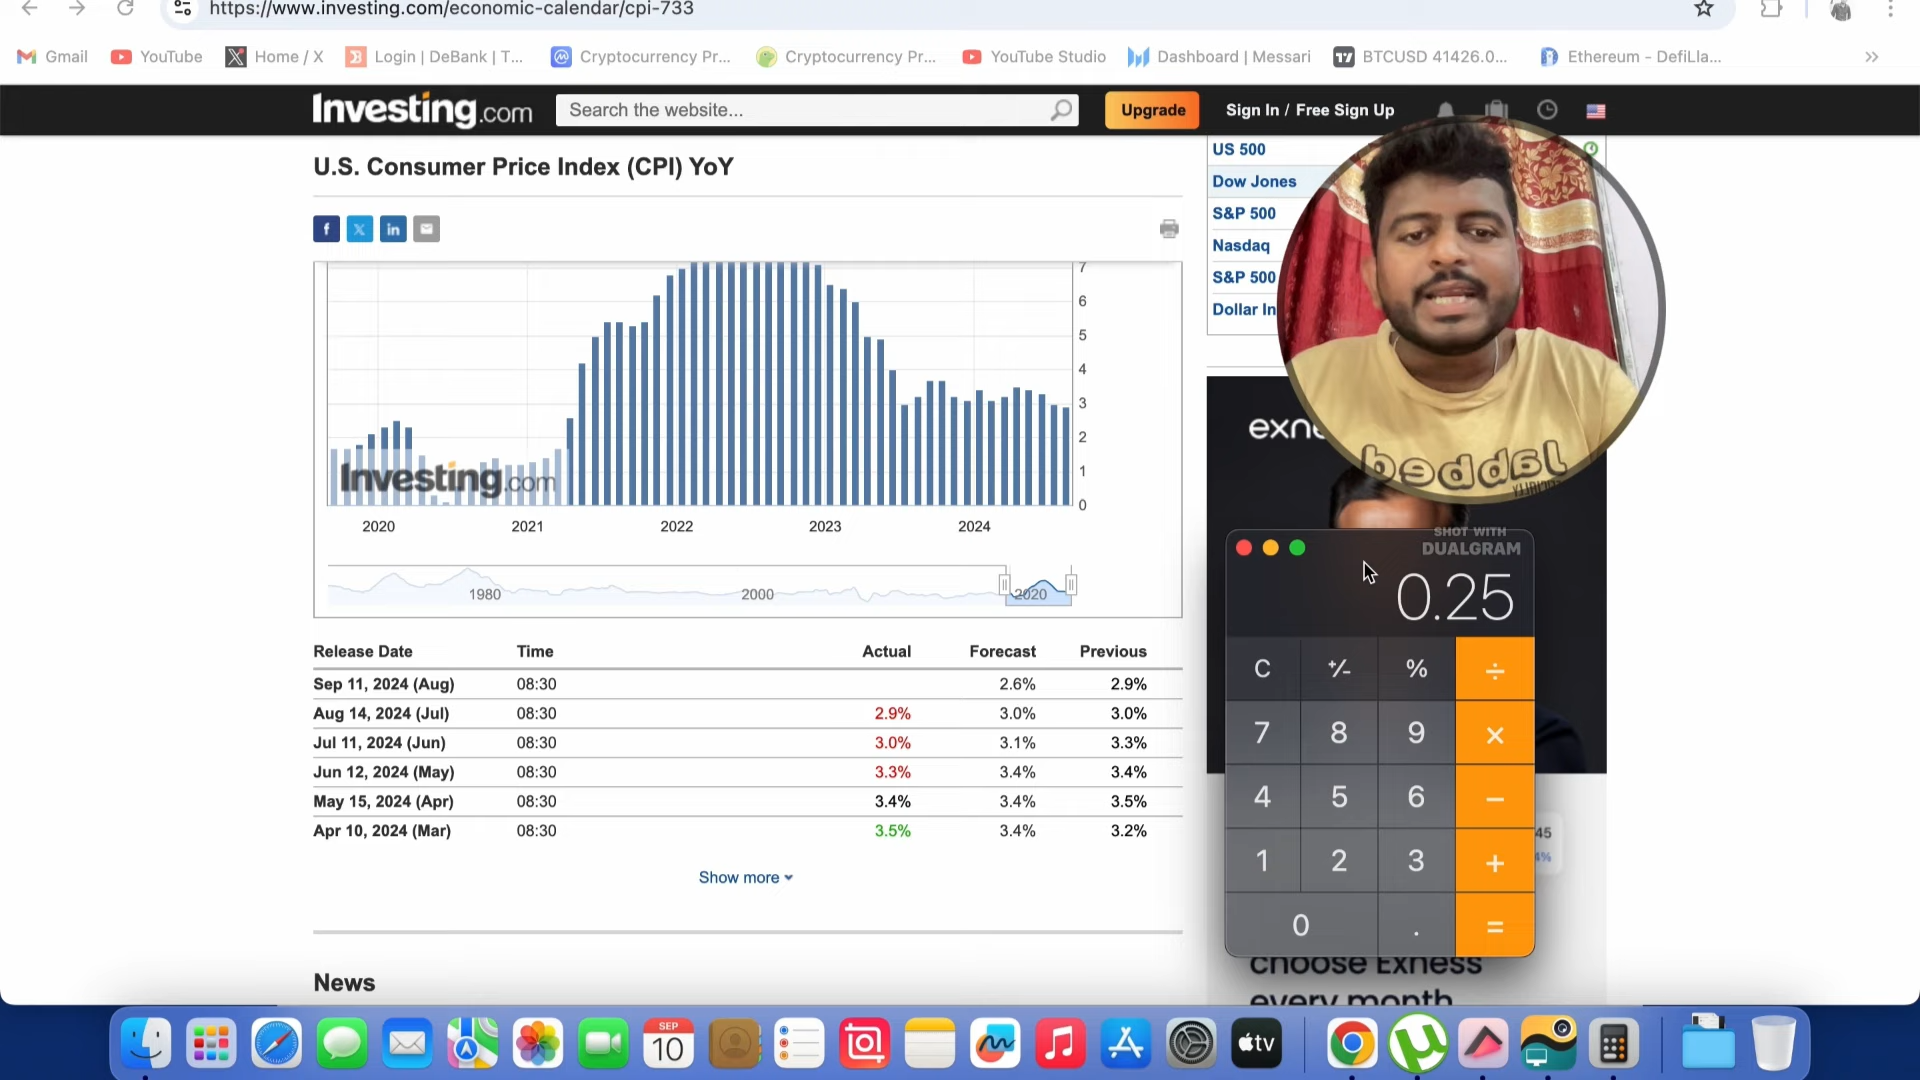 https://www.investing.com/economic-calendar/cpi-733
Gmail
YouTube
Home / X
Login | DeBank | T...
Cryptocurrency Pr...
Cryptocurrency Pr...
YouTube Studio
Dashboard | Messari
BTCUSD 41426.0...
Ethereum - DefiLla...
Investing.com
Search the website...
Upgrade
Sign In / Free Sign Up
U.S. Consumer Price Index (CPI) YoY
US 500
Dow Jones
S&P 500
Nasdaq
S&P 500
Dollar In
7
6
5
4
3
2
1
0
Investing.com
2020 2021 2022 2023 2024
1980 2000 2020
Release Date Time Actual Forecast Previous
Sep 11, 2024 (Aug) 08:30 2.6% 2.9%
Aug 14, 2024 (Jul) 08:30 2.9% 3.0% 3.0%
Jul 11, 2024 (Jun) 08:30 3.0% 3.1% 3.3%
Jun 12, 2024 (May) 08:30 3.3% 3.4% 3.4%
May 15, 2024 (Apr) 08:30 3.4% 3.4% 3.5%
Apr 10, 2024 (Mar) 08:30 3.5% 3.4% 3.2%
Show more
News
exne
Jabbed
SHOT WITH
DUALGRAM
0.25
C +/- % ÷
7 8 9 ×
4 5 6 −
1 2 3 +
0 . =
45
4%
choose Exness
every month
SEP
10
tv